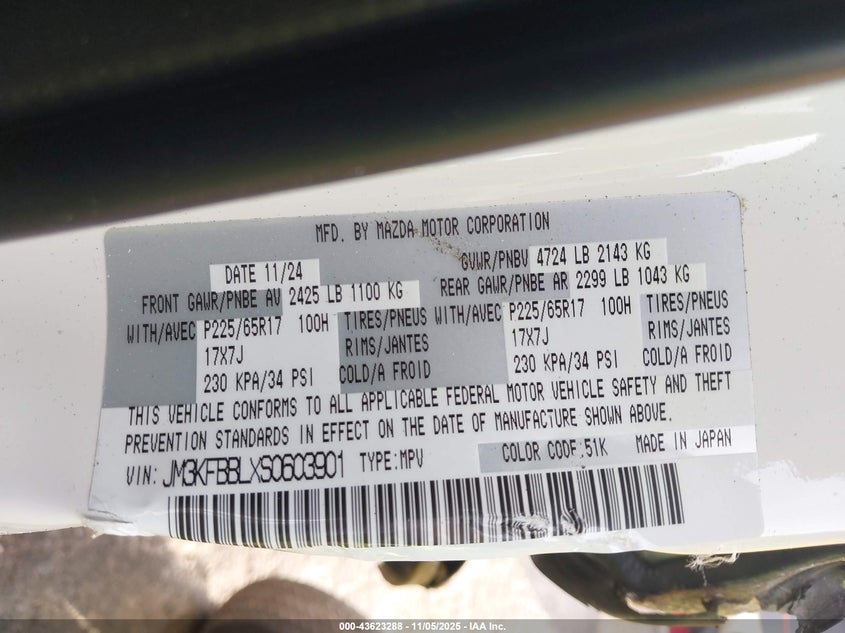 MFD. BY MAZDA MOTOR CORPORATION
DATE 11/24
GVWR/PNBV 4724 LB 2143 KG
FRONT GAWR/PNBE AV 2425 LB 1100 KG
REAR GAWR/PNBE AR 2299 LB 1043 KG
WITH/AVEC P225/65R17 100H TIRES/PNEUS WITH/AVEC P225/65R17 100H TIRES/PNEUS
17X7J RIMS/JANTES 17X7J RIMS/JANTES
230 KPA/34 PSI COLD/A FROID 230 KPA/34 PSI COLD/A FROID
THIS VEHICLE CONFORMS TO ALL APPLICABLE FEDERAL MOTOR VEHICLE SAFETY AND THEFT
PREVENTION STANDARDS IN EFFECT ON THE DATE OF MANUFACTURE SHOWN ABOVE.
COLOR CODE:51K MADE IN JAPAN
VIN: JM3KFBBLXS0603901 TYPE:MPV
000-43623288 - 11/05/2025 - IAA Inc.